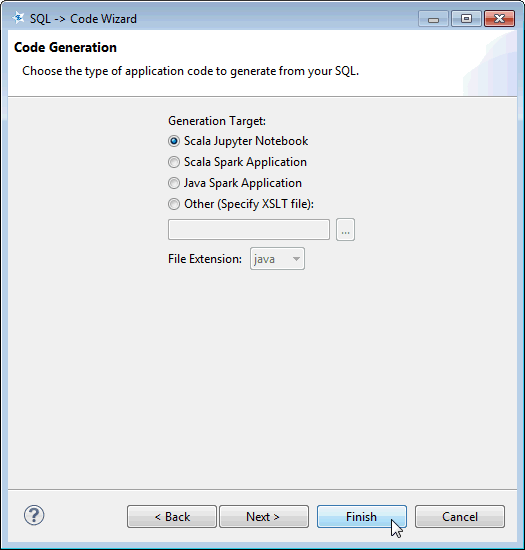 SQL -> Code Wizard
Code Generation
Choose the type of application code to generate from your SQL.
Generation Target:
Scala Jupyter Notebook
Scala Spark Application
Java Spark Application
Other (Specify XSLT file):
...
File Extension: java
? < Back Next > Finish Cancel